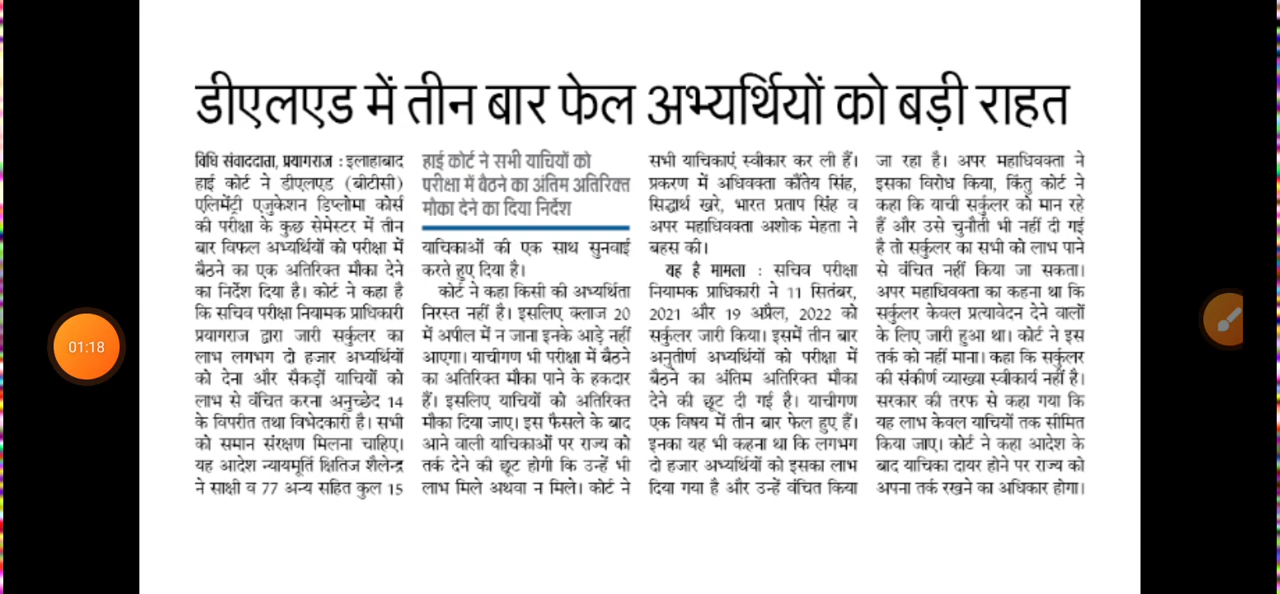 डीएलएड में तीन बार फेल अभ्यर्थियों को बड़ी राहत
विधि संवाददाता, प्रयागराज : इलाहाबाद
हाई कोर्ट ने डीएलएड (बीटीसी)
एलिमेंट्री एजुकेशन डिप्लोमा कोर्स
की परीक्षा के कुछ सेमेस्टर में तीन
बार विफल अभ्यर्थियों को परीक्षा में
बैठने का एक अतिरिक्त मौका देने
का निर्देश दिया है। कोर्ट ने कहा है
कि सचिव परीक्षा नियामक प्राधिकारी
प्रयागराज द्वारा जारी सर्कुलर का
लाभ लगभग दो हजार अभ्यर्थियों
को देना और सैकड़ों याचियों को
लाभ से वंचित करना अनुच्छेद 14
के विपरीत तथा विभेदकारी है। सभी
को समान संरक्षण मिलना चाहिए।
यह आदेश न्यायमूर्ति क्षितिज शैलेन्द्र
ने साक्षी व 77 अन्य सहित कुल 15
हाई कोर्ट ने सभी याचियों को
परीक्षा में बैठने का अंतिम अतिरिक्त
मौका देने का दिया निर्देश
याचिकाओं की एक साथ सुनवाई
करते हुए दिया है।
कोर्ट ने कहा किसी की अभ्यर्थिता
निरस्त नहीं है। इसलिए क्लाज 20
में अपील में न जाना इनके आड़े नहीं
आएगा। याचीगण भी परीक्षा में बैठने
का अतिरिक्त मौका पाने के हकदार
हैं। इसलिए याचियों को अतिरिक्त
मौका दिया जाए। इस फैसले के बाद
आने वाली याचिकाओं पर राज्य को
तर्क देने की छूट होगी कि उन्हें भी
लाभ मिले अथवा न मिले। कोर्ट ने
सभी याचिकाएं स्वीकार कर ली हैं।
प्रकरण में अधिवक्ता कौंतेय सिंह,
सिद्धार्थ खरे, भारत प्रताप सिंह व
अपर महाधिवक्ता अशोक मेहता ने
बहस की।
यह है मामला : सचिव परीक्षा
नियामक प्राधिकारी ने 11 सितंबर,
2021 और 19 अप्रैल, 2022 को
सर्कुलर जारी किया। इसमें तीन बार
अनुत्तीर्ण अभ्यर्थियों को परीक्षा में
बैठने का अंतिम अतिरिक्त मौका
देने की छूट दी गई है। याचीगण
एक विषय में तीन बार फेल हुए हैं।
इनका यह भी कहना था कि लगभग
दो हजार अभ्यर्थियों को इसका लाभ
दिया गया है और उन्हें वंचित किया
जा रहा है। अपर महाधिवक्ता ने
इसका विरोध किया, किंतु कोर्ट ने
कहा कि याची सर्कुलर को मान रहे
हैं और उसे चुनौती भी नहीं दी गई
है तो सर्कुलर का सभी को लाभ पाने
से वंचित नहीं किया जा सकता।
अपर महाधिवक्ता का कहना था कि
सर्कुलर केवल प्रत्यावेदन देने वालों
के लिए जारी हुआ था। कोर्ट ने इस
तर्क को नहीं माना। कहा कि सर्कुलर
की संकीर्ण व्याख्या स्वीकार्य नहीं है।
सरकार की तरफ से कहा गया कि
यह लाभ केवल याचियों तक सीमित
किया जाए। कोर्ट ने कहा आदेश के
बाद याचिका दायर होने पर राज्य को
अपना तर्क रखने का अधिकार होगा।
01:18